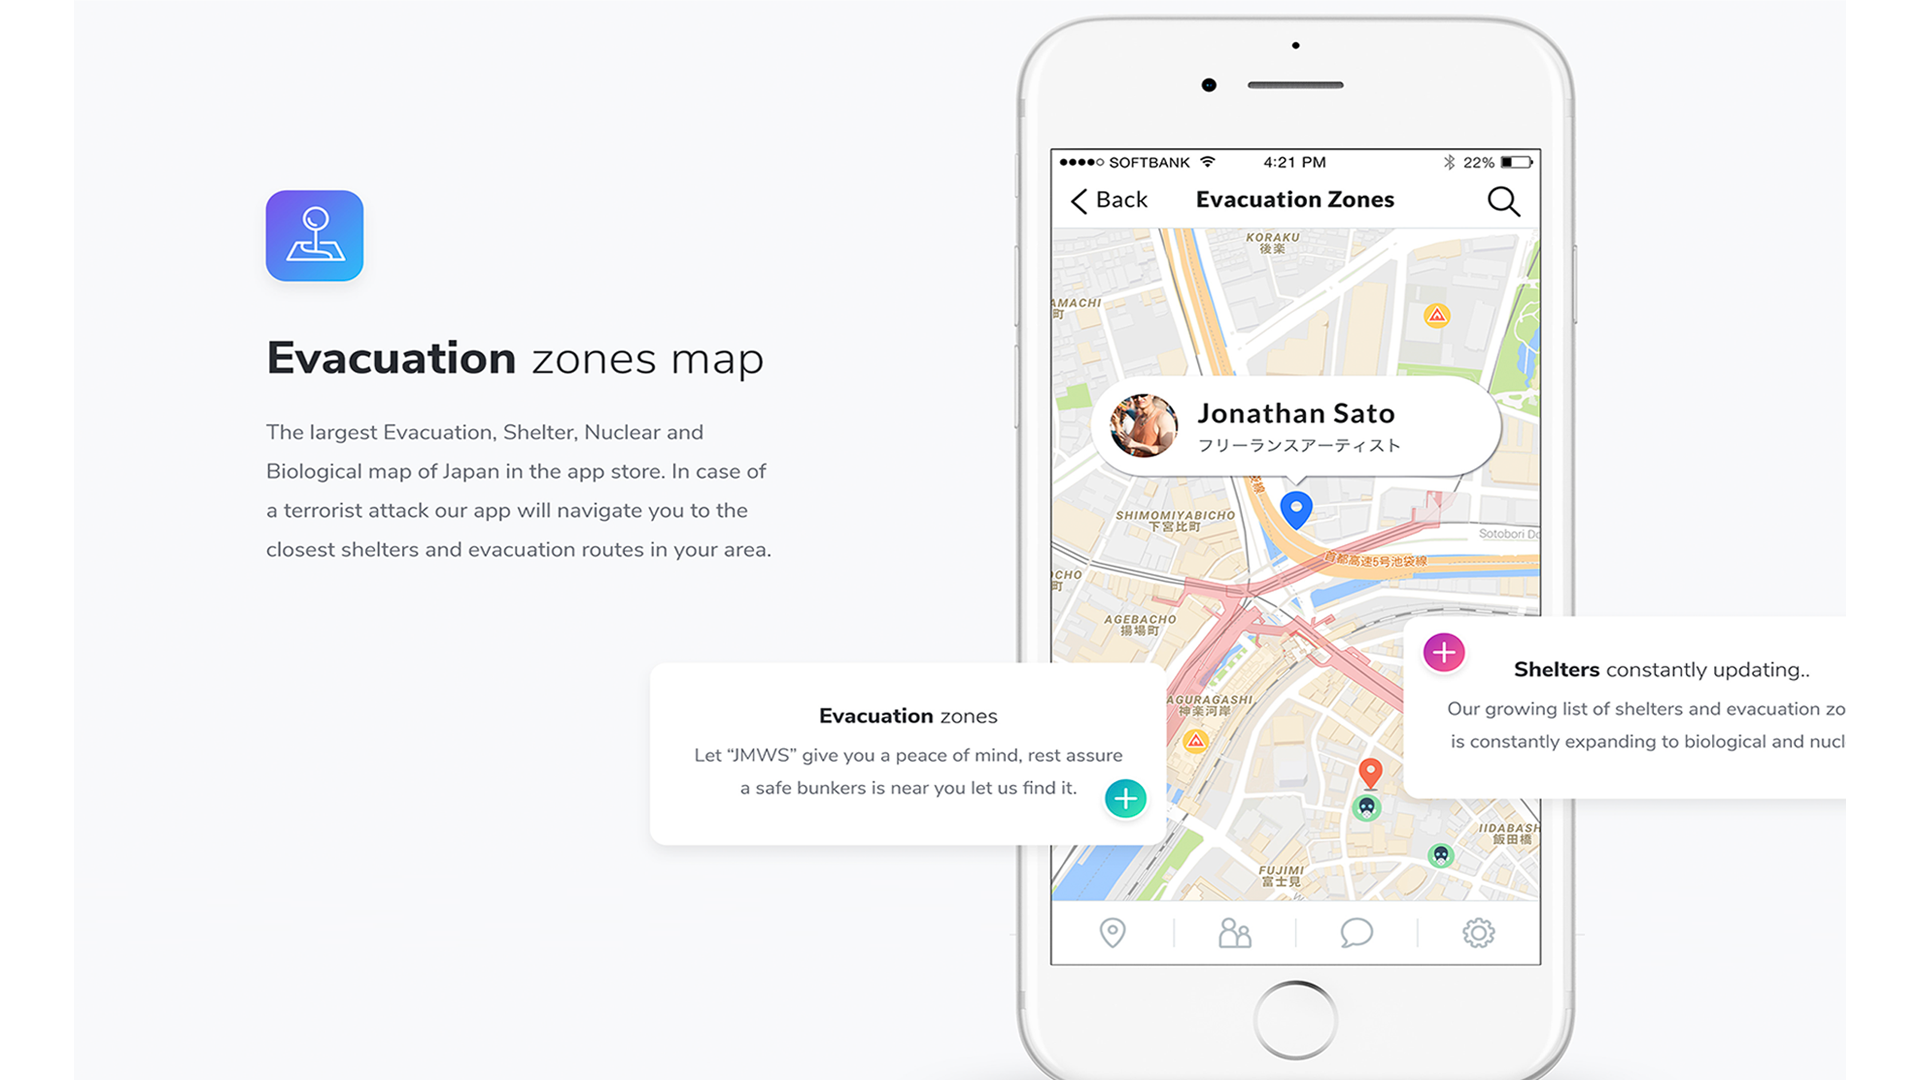 Evacuation zones map
The largest Evacuation, Shelter, Nuclear and
Biological map of Japan in the app store. In case of
a terrorist attack our app will navigate you to the
closest shelters and evacuation routes in your area.
SOFTBANK 4:21 PM 22%
Back Evacuation Zones
KORAKU
後楽
AMACHI
町
Jonathan Sato
フリーランスアーティスト
袋線
SHIMOMIYABICHO
下宮比町
Sotobori Do
首都高速5号池袋線
OCHO
町
AGEBACHO
揚場町
AGURAGASHI
神楽河岸
IIDABASH
飯田橋
FUJIMI
富士見
Evacuation zones
Let “JMWS” give you a peace of mind, rest assure
a safe bunkers is near you let us find it.
Shelters constantly updating..
Our growing list of shelters and evacuation zo
is constantly expanding to biological and nucl